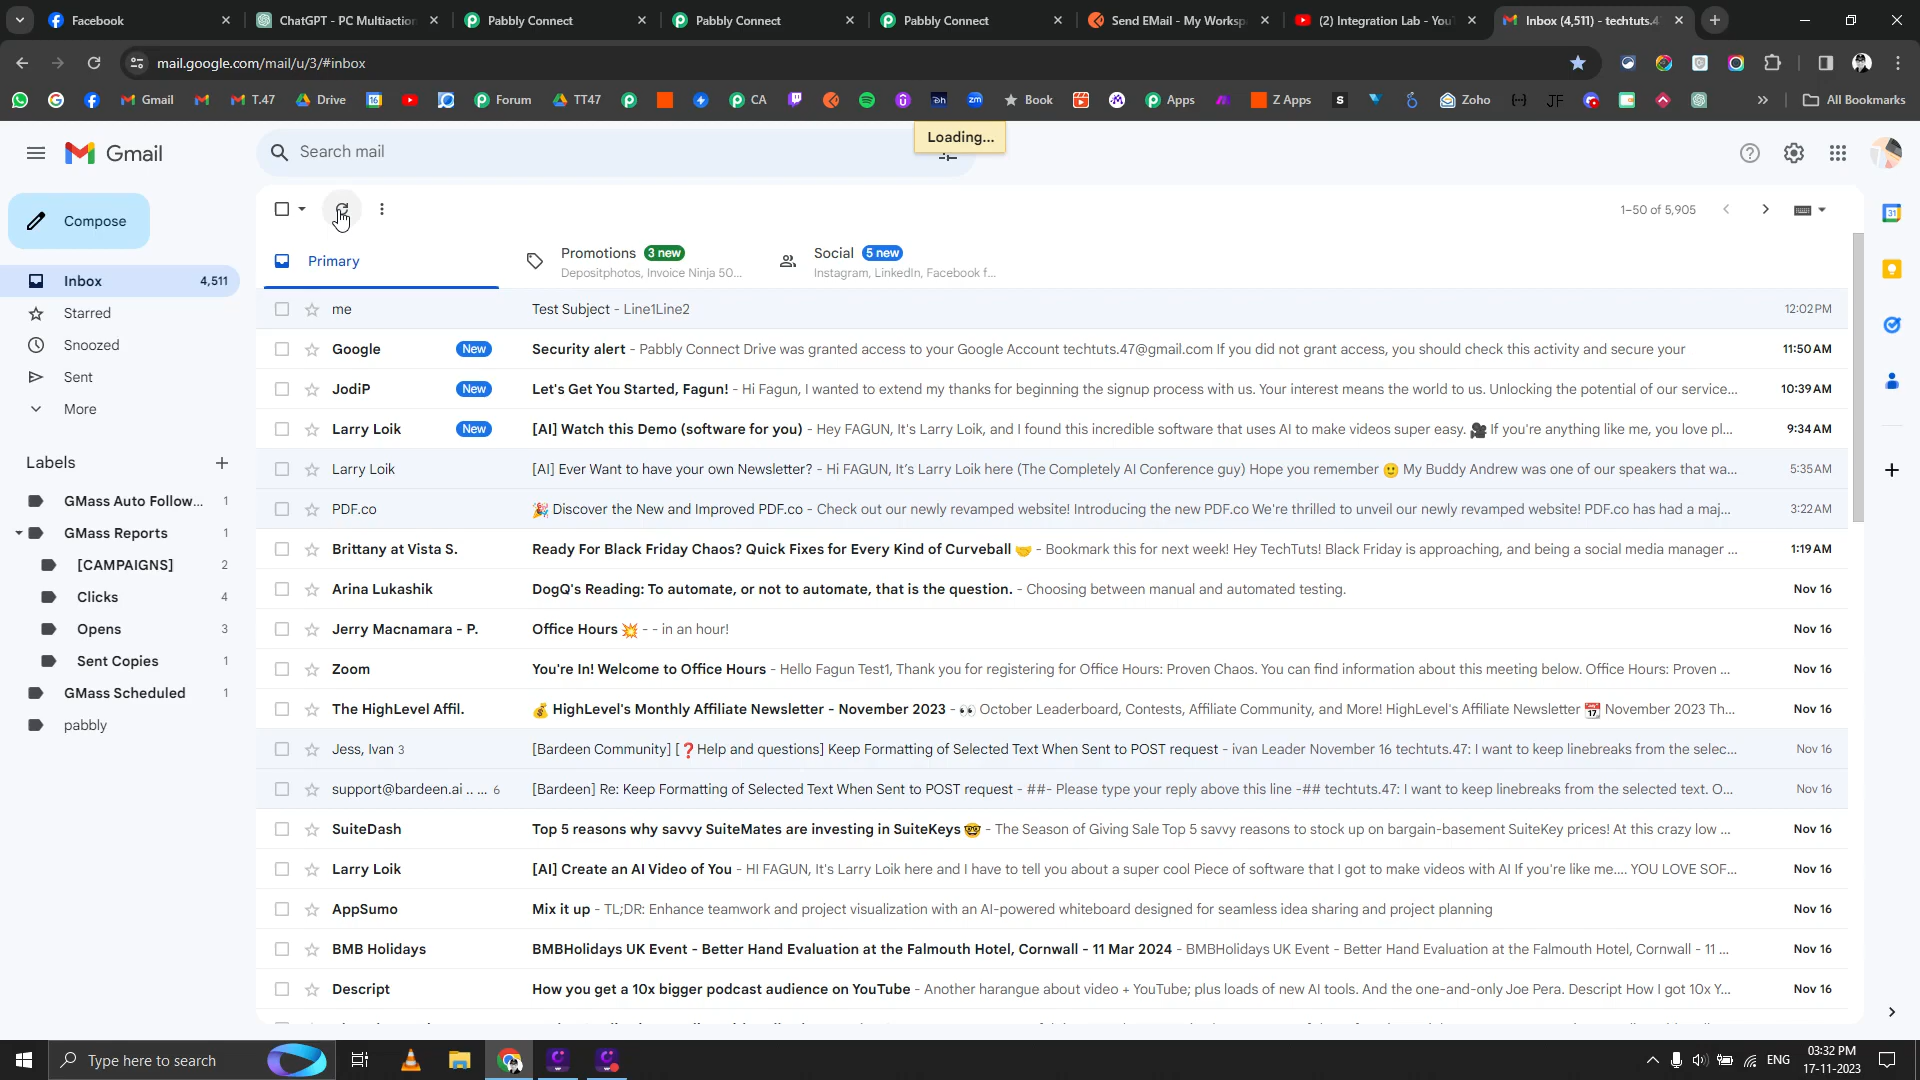 Facebook
ChatGPT - PC Multiaction
Pabbly Connect
Pabbly Connect
Pabbly Connect
Send EMail - My Worksp
(2) Integration Lab - You
Inbox (4,511) - techtuts.4
mail.google.com/mail/u/3/#inbox
Gmail
T.47
Drive
Forum
TT47
CA
Book
Apps
Z Apps
Zoho
All Bookmarks
Gmail
Search mail
Loading...
Compose
1–50 of 5,905
Inbox 4,511
Starred
Snoozed
Sent
More
Labels
GMass Auto Follow... 1
GMass Reports 1
[CAMPAIGNS] 2
Clicks 4
Opens 3
Sent Copies 1
GMass Scheduled 1
pabbly
Primary
Promotions 3 new
Depositphotos, Invoice Ninja 50...
Social 5 new
Instagram, LinkedIn, Facebook f...
me Test Subject - Line1Line2 12:02 PM
Google New Security alert - Pabbly Connect Drive was granted access to your Google Account techtuts.47@gmail.com If you did not grant access, you should check this activity and secure your 11:50 AM
JodiP New Let's Get You Started, Fagun! - Hi Fagun, I wanted to extend my thanks for beginning the signup process with us. Your interest means the world to us. Unlocking the potential of our service... 10:39 AM
Larry Loik New [AI] Watch this Demo (software for you) - Hey FAGUN, It's Larry Loik, and I found this incredible software that uses AI to make videos super easy. 🎥 If you're anything like me, you love pl... 9:34 AM
Larry Loik [AI] Ever Want to have your own Newsletter? - Hi FAGUN, It's Larry Loik here (The Completely AI Conference guy) Hope you remember 🙂 My Buddy Andrew was one of our speakers that wa... 5:35 AM
PDF.co 🎉 Discover the New and Improved PDF.co - Check out our newly revamped website! Introducing the new PDF.co We're thrilled to unveil our newly revamped website! PDF.co has had a maj... 3:22 AM
Brittany at Vista S. Ready For Black Friday Chaos? Quick Fixes for Every Kind of Curveball 🤝 - Bookmark this for next week! Hey TechTuts! Black Friday is approaching, and being a social media manager ... 1:19 AM
Arina Lukashik DogQ's Reading: To automate, or not to automate, that is the question. - Choosing between manual and automated testing. Nov 16
Jerry Macnamara - P. Office Hours 💥 - - in an hour! Nov 16
Zoom You're In! Welcome to Office Hours - Hello Fagun Test1, Thank you for registering for Office Hours: Proven Chaos. You can find information about this meeting below. Office Hours: Proven ... Nov 16
The HighLevel Affil. 💰 HighLevel's Monthly Affiliate Newsletter - November 2023 - 👀 October Leaderboard, Contests, Affiliate Community, and More! HighLevel's Affiliate Newsletter 📆 November 2023 Th... Nov 16
Jess, Ivan 3 [Bardeen Community] [❓Help and questions] Keep Formatting of Selected Text When Sent to POST request - ivan Leader November 16 techtuts.47: I want to keep linebreaks from the selec... Nov 16
support@bardeen.ai .. ... 6 [Bardeen] Re: Keep Formatting of Selected Text When Sent to POST request - ##- Please type your reply above this line -## techtuts.47: I want to keep linebreaks from the selected text. O... Nov 16
SuiteDash Top 5 reasons why savvy SuiteMates are investing in SuiteKeys 🤓 - The Season of Giving Sale Top 5 savvy reasons to stock up on bargain-basement SuiteKey prices! At this crazy low ... Nov 16
Larry Loik [AI] Create an AI Video of You - HI FAGUN, It's Larry Loik here and I have to tell you about a super cool Piece of software that I got to make videos with AI If you're like me.... YOU LOVE SOF... Nov 16
AppSumo Mix it up - TL;DR: Enhance teamwork and project visualization with an AI-powered whiteboard designed for seamless idea sharing and project planning Nov 16
BMB Holidays BMBHolidays UK Event - Better Hand Evaluation at the Falmouth Hotel, Cornwall - 11 Mar 2024 - BMBHolidays UK Event - Better Hand Evaluation at the Falmouth Hotel, Cornwall - 11 ... Nov 16
Descript How you get a 10x bigger podcast audience on YouTube - Another harangue about video + YouTube; plus loads of new AI tools. And the one-and-only Joe Pera. Descript How I got 10x Y... Nov 16
Type here to search
ENG
03:32 PM
17-11-2023